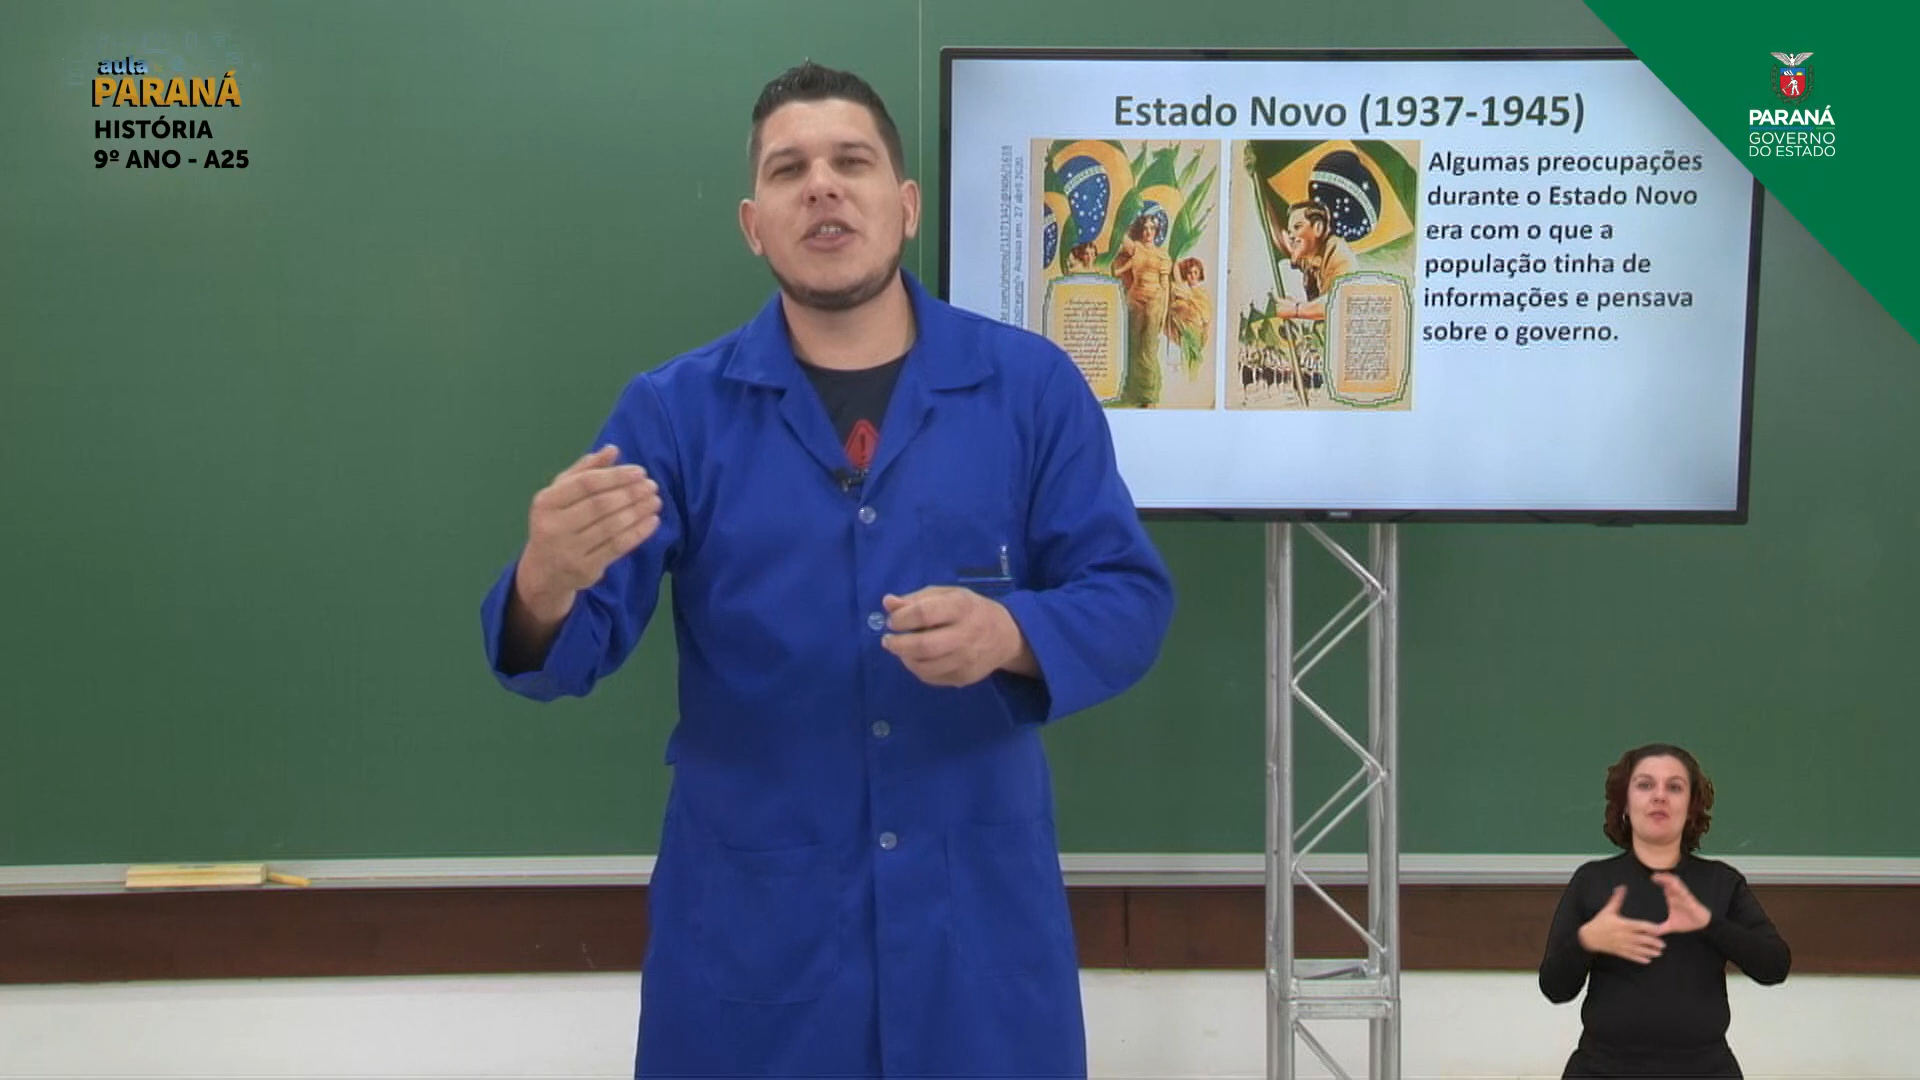 aula
PARANÁ
HISTÓRIA
9º ANO - A25
Estado Novo (1937-1945)
Algumas preocupações
durante o Estado Novo
era com o que a
população tinha de
informações e pensava
sobre o governo.
PARANÁ
GOVERNO
DO ESTADO